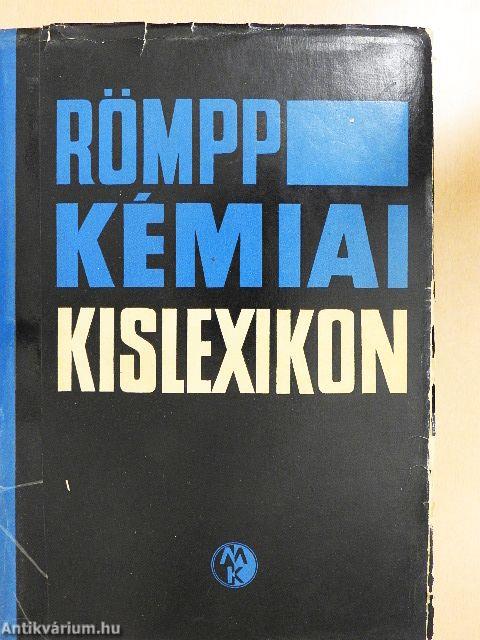 RÖMPP
KÉMIAI
KISLEXIKON
MK
Antikvárium.hu